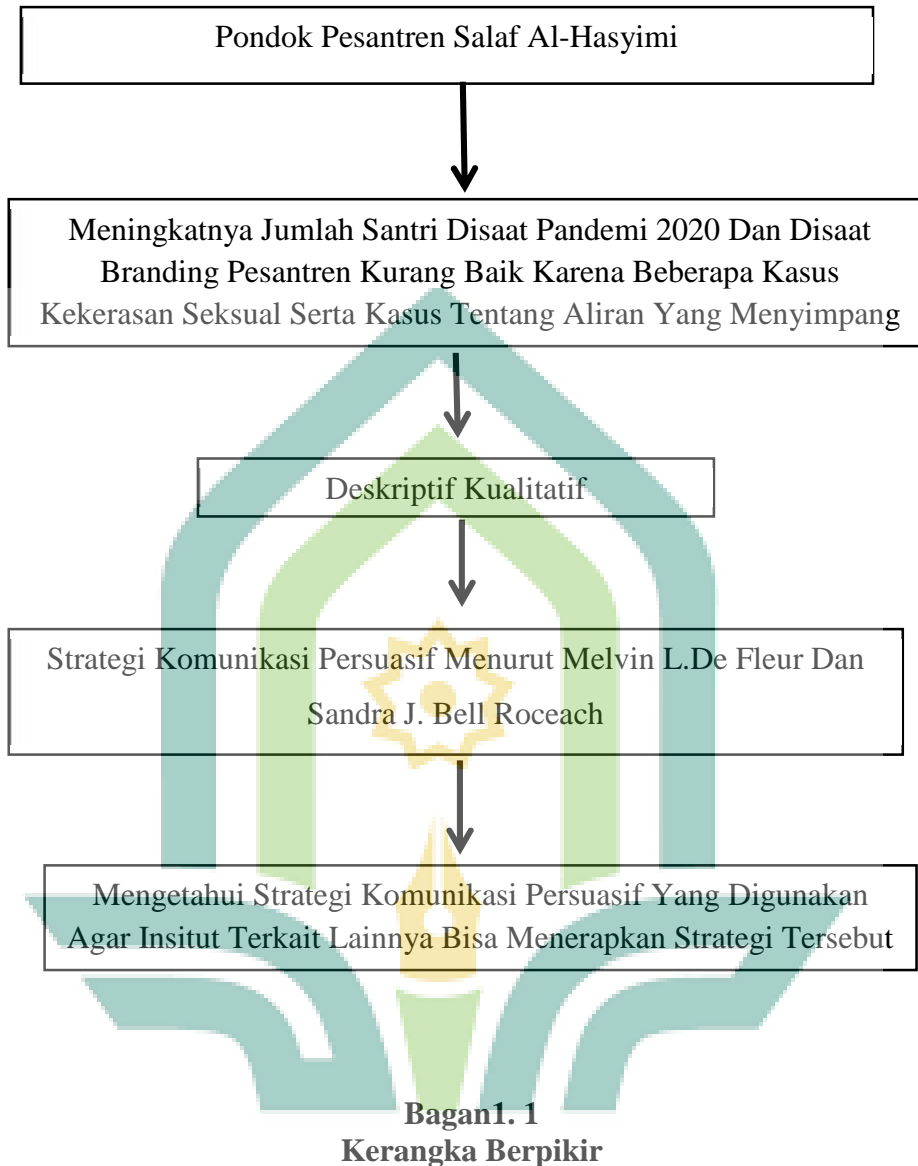 Pondok Pesantren Salaf Al-Hasyimi
Meningkatnya Jumlah Santri Disaat Pandemi 2020 Dan Disaat
Branding Pesantren Kurang Baik Karena Beberapa Kasus
Kekerasan Seksual Serta Kasus Tentang Aliran Yang Menyimpang
Deskriptif Kualitatif
Strategi Komunikasi Persuasif Menurut Melvin L.De Fleur Dan
Sandra J. Bell Roceach
Mengetahui Strategi Komunikasi Persuasif Yang Digunakan
Agar Insitut Terkait Lainnya Bisa Menerapkan Strategi Tersebut
Bagan1. 1
Kerangka Berpikir